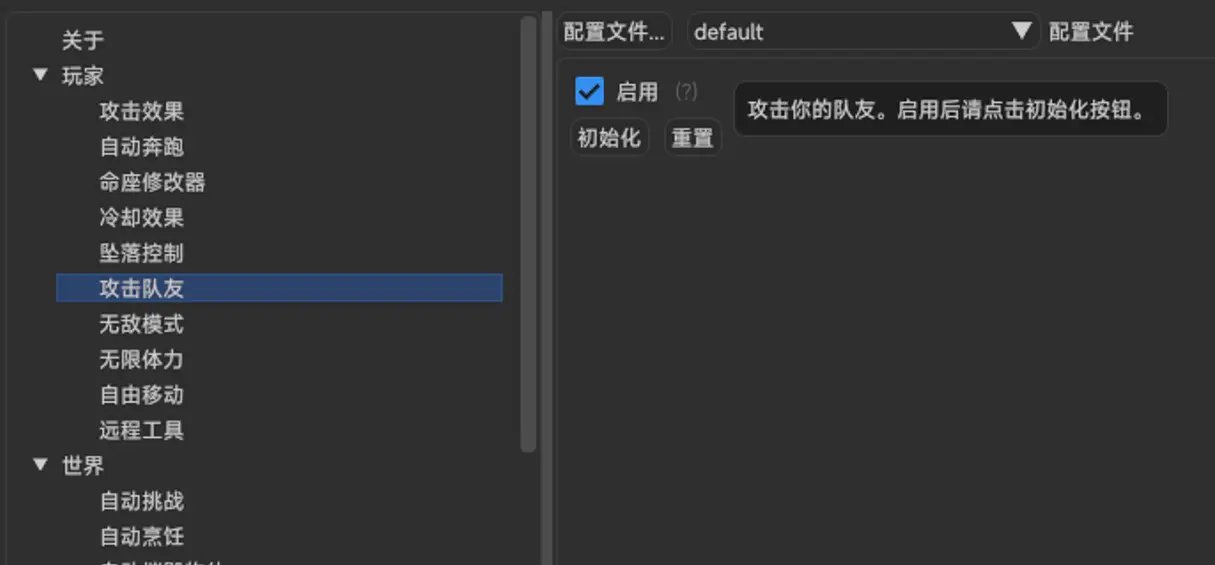 关于
玩家
攻击效果
自动奔跑
命座修改器
冷却效果
坠落控制
攻击队友
无敌模式
无限体力
自由移动
远程工具
世界
自动挑战
自动烹饪
配置文件... default 配置文件
启用 (?)
攻击你的队友。启用后请点击初始化按钮。
初始化 重置